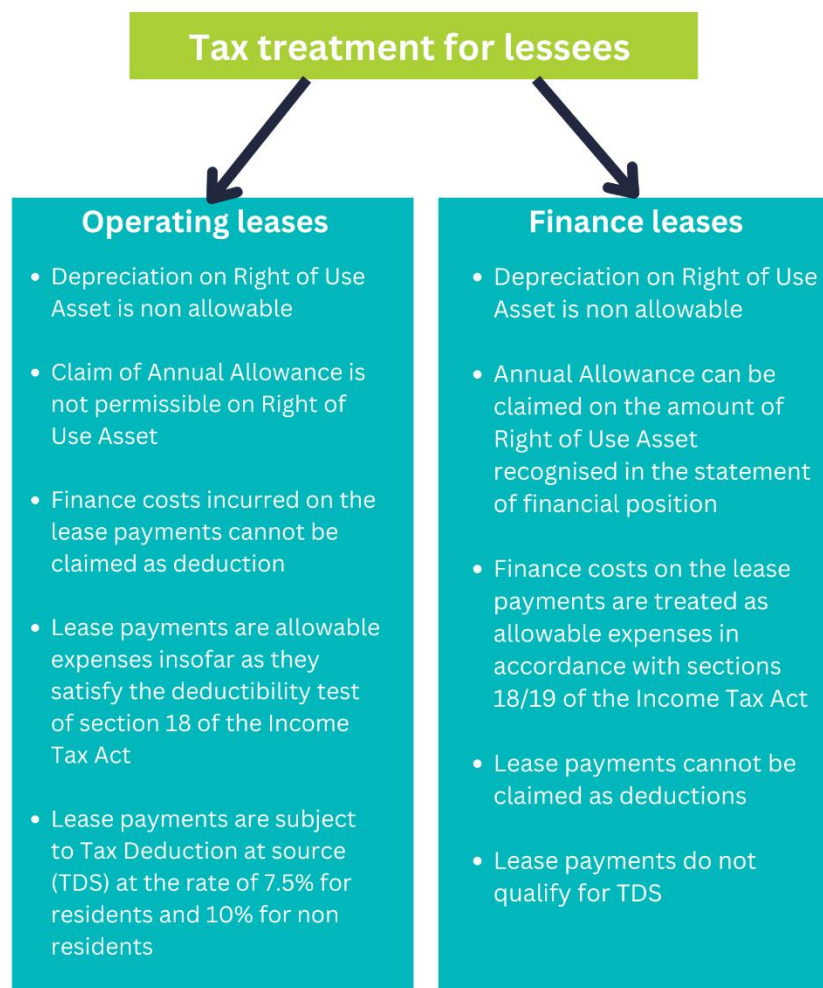 Tax treatment for lessees
Operating leases
• Depreciation on Right of Use
Asset is non allowable
• Claim of Annual Allowance is
not permissible on Right of
Use Asset
• Finance costs incurred on the
lease payments cannot be
claimed as deduction
• Lease payments are allowable
expenses insofar as they
satisfy the deductibility test
of section 18 of the Income
Tax Act
• Lease payments are subject
to Tax Deduction at source
(TDS) at the rate of 7.5% for
residents and 10% for non
residents
Finance leases
• Depreciation on Right of Use
Asset is non allowable
• Annual Allowance can be
claimed on the amount of
Right of Use Asset
recognised in the statement
of financial position
• Finance costs on the lease
payments are treated as
allowable expenses in
accordance with sections
18/19 of the Income Tax Act
• Lease payments cannot be
claimed as deductions
• Lease payments do not
qualify for TDS